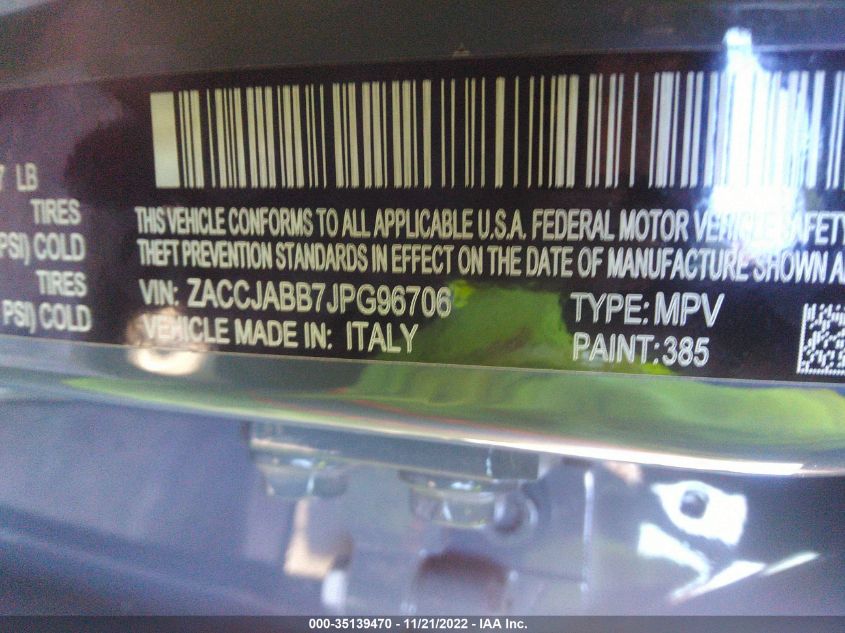 7 LB
TIRES
PSI) COLD
TIRES
PSI) COLD
THIS VEHICLE CONFORMS TO ALL APPLICABLE U.S.A. FEDERAL MOTOR VEHICLE SAFETY
THEFT PREVENTION STANDARDS IN EFFECT ON THE DATE OF MANUFACTURE SHOWN A
VIN: ZACCJABB7JPG96706 TYPE: MPV
VEHICLE MADE IN: ITALY PAINT: 385
000-35139470 - 11/21/2022 - IAA Inc.